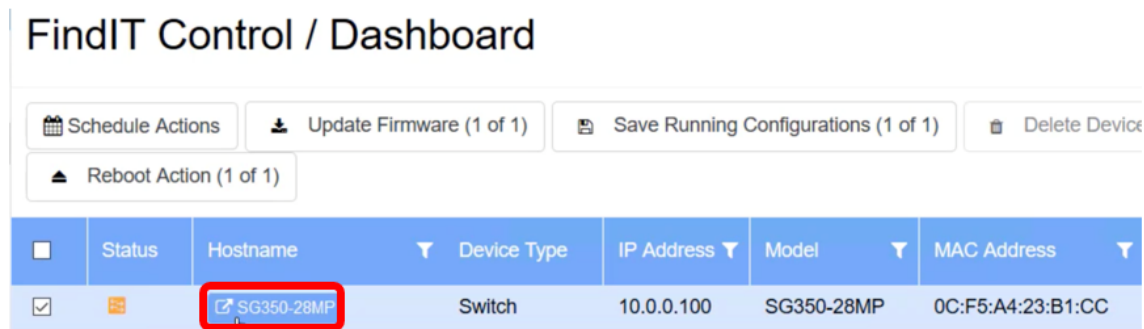 FindIT Control / Dashboard
Schedule Actions Update Firmware (1 of 1) Save Running Configurations (1 of 1) Delete Device
Reboot Action (1 of 1)
Status Hostname Device Type IP Address Model MAC Address
SG350-28MP Switch 10.0.0.100 SG350-28MP 0C:F5:A4:23:B1:CC